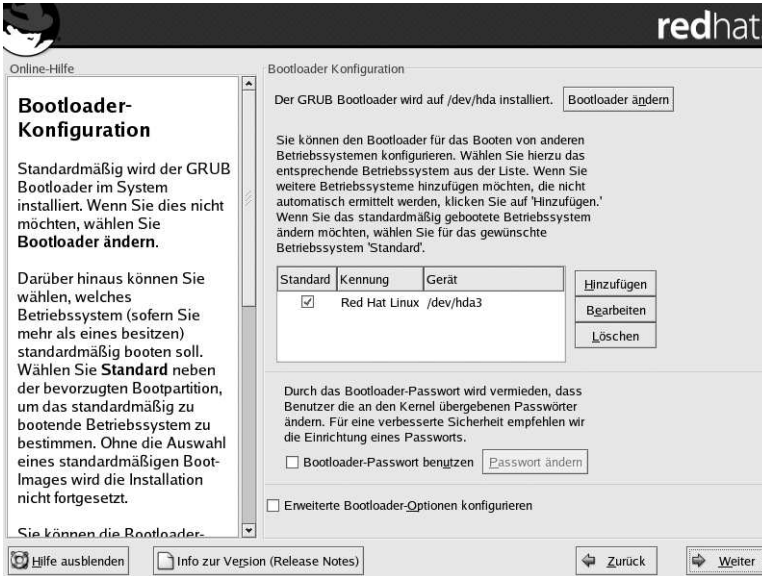 redhat.
Online-Hilfe
Bootloader-
Konfiguration
Standardmäßig wird der GRUB
Bootloader im System
installiert. Wenn Sie dies nicht
möchten, wählen Sie
Bootloader ändern.
Darüber hinaus können Sie
wählen, welches
Betriebssystem (sofern Sie
mehr als eines besitzen)
standardmäßig booten soll.
Wählen Sie Standard neben
der bevorzugten Bootpartition,
um das standardmäßig zu
bootende Betriebssystem zu
bestimmen. Ohne die Auswahl
eines standardmäßigen Boot-
Images wird die Installation
nicht fortgesetzt.
Sie können die Bootloader-
Bootloader Konfiguration
Der GRUB Bootloader wird auf /dev/hda installiert. Bootloader ändern
Sie können den Bootloader für das Booten von anderen
Betriebssystemen konfigurieren. Wählen Sie hierzu das
entsprechende Betriebssystem aus der Liste. Wenn Sie
weitere Betriebssysteme hinzufügen möchten, die nicht
automatisch ermittelt werden, klicken Sie auf 'Hinzufügen.'
Wenn Sie das standardmäßig gebootete Betriebssystem
ändern möchten, wählen Sie für das gewünschte
Betriebssystem 'Standard'.
Standard Kennung Gerät
Red Hat Linux /dev/hda3
Hinzufügen
Bearbeiten
Löschen
Durch das Bootloader-Passwort wird vermieden, dass
Benutzer die an den Kernel übergebenen Passwörter
ändern. Für eine verbesserte Sicherheit empfehlen wir
die Einrichtung eines Passworts.
Bootloader-Passwort benutzen Passwort ändern
Erweiterte Bootloader-Optionen konfigurieren
Hilfe ausblenden Info zur Version (Release Notes) Zurück Weiter